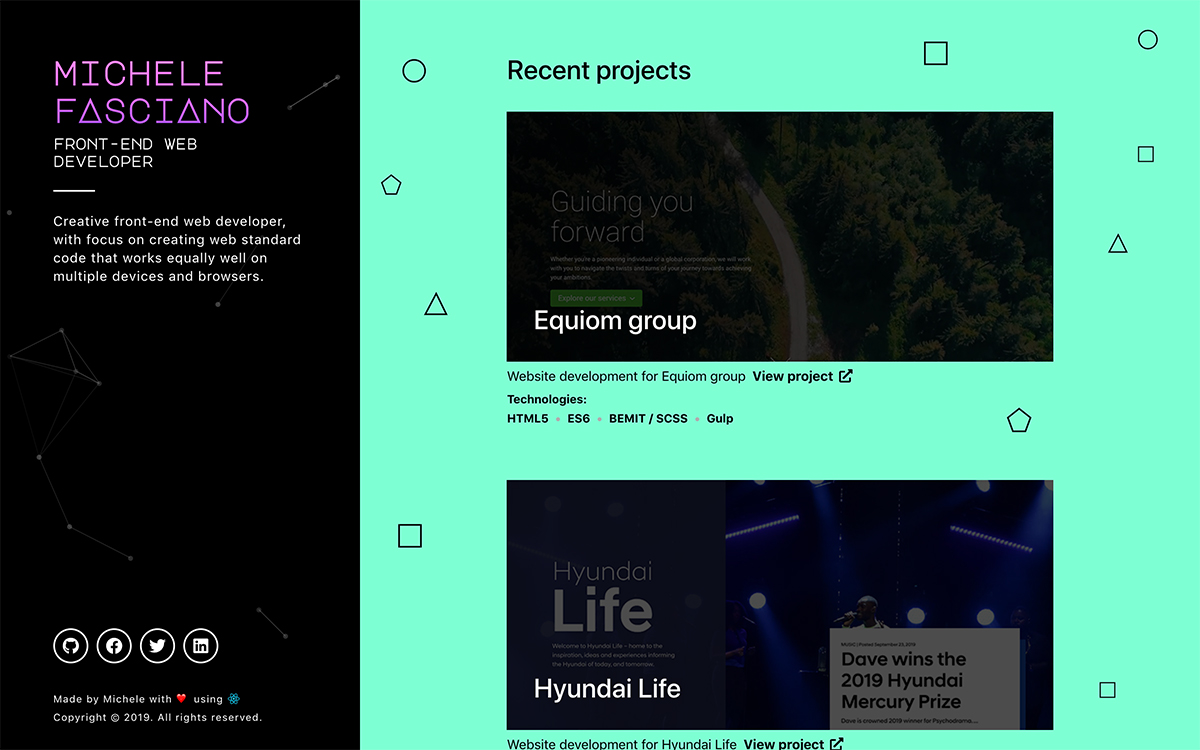 MICHELE
FASCIANO
FRONT-END WEB
DEVELOPER
Creative front-end web developer,
with focus on creating web standard
code that works equally well on
multiple devices and browsers.
Made by Michele with ❤️ using
Copyright © 2019. All rights reserved.
Recent projects
Guiding you
forward
Whether you're a pioneering individual or a global corporation, we will work
with you to navigate the twists and turns of your journey towards achieving
your ambitions.
Explore our services
Equiom group
Website development for Equiom group View project
Technologies:
HTML5 • ES6 • BEMIT / SCSS • Gulp
Hyundai
Life
Welcome to Hyundai Life – home to the
inspiration, ideas and experiences informing
the Hyundai of today, and tomorrow.
Hyundai Life
MUSIC | Posted September 23, 2019
Dave wins the
2019 Hyundai
Mercury Prize
Dave is crowned 2019 winner for Psychodrama....
Website development for Hyundai Life View project